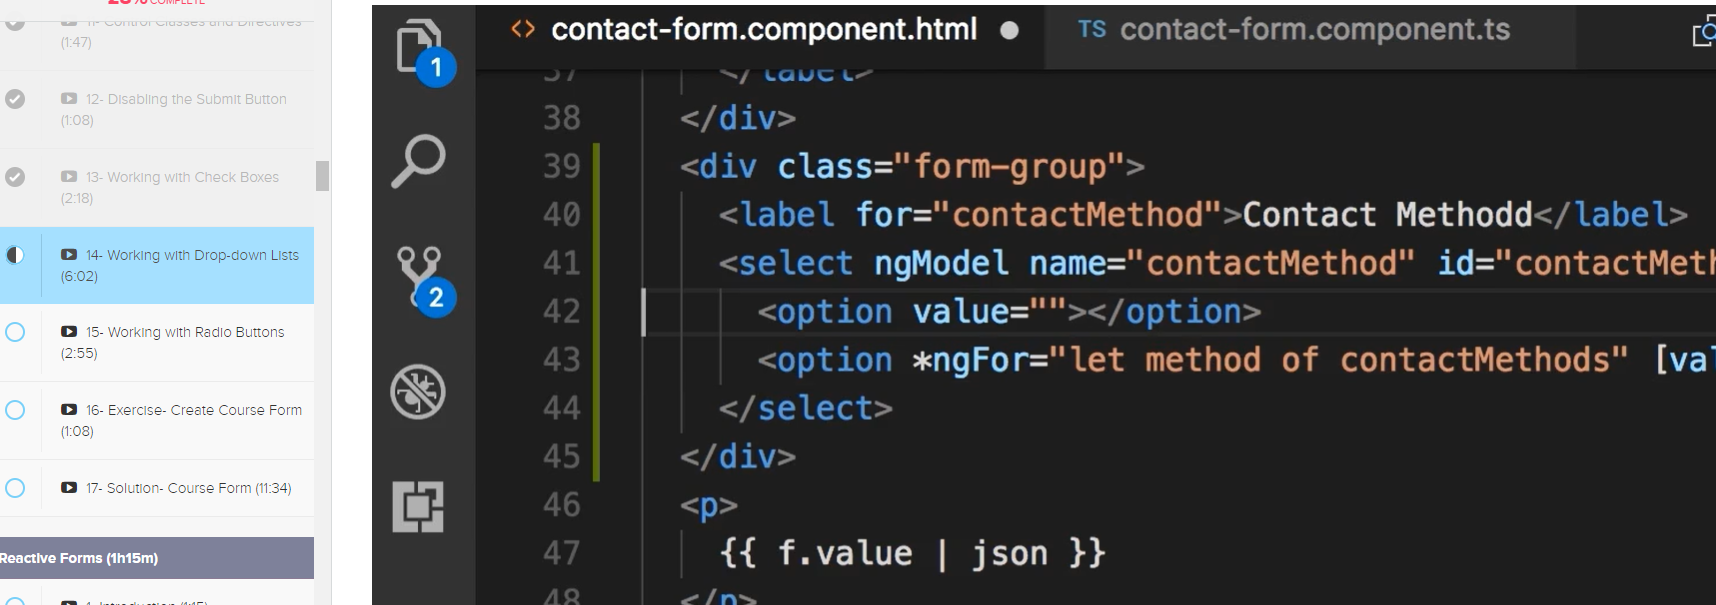 COMPLETE
11- Control Classes and Directives
(1:47)
12- Disabling the Submit Button
(1:08)
13- Working with Check Boxes
(2:18)
14- Working with Drop-down Lists
(6:02)
15- Working with Radio Buttons
(2:55)
16- Exercise- Create Course Form
(1:08)
17- Solution- Course Form (11:34)
Reactive Forms (1h15m)
1- Introduction (1:15)
1
2
<> contact-form.component.html
TS contact-form.component.ts
37 </label>
38 </div>
39 <div class="form-group">
40 <label for="contactMethod">Contact Methodd</label>
41 <select ngModel name="contactMethod" id="contactMeth
42 <option value=""></option>
43 <option *ngFor="let method of contactMethods" [val
44 </select>
45 </div>
46 <p>
47 {{ f.value | json }}
48 </p>